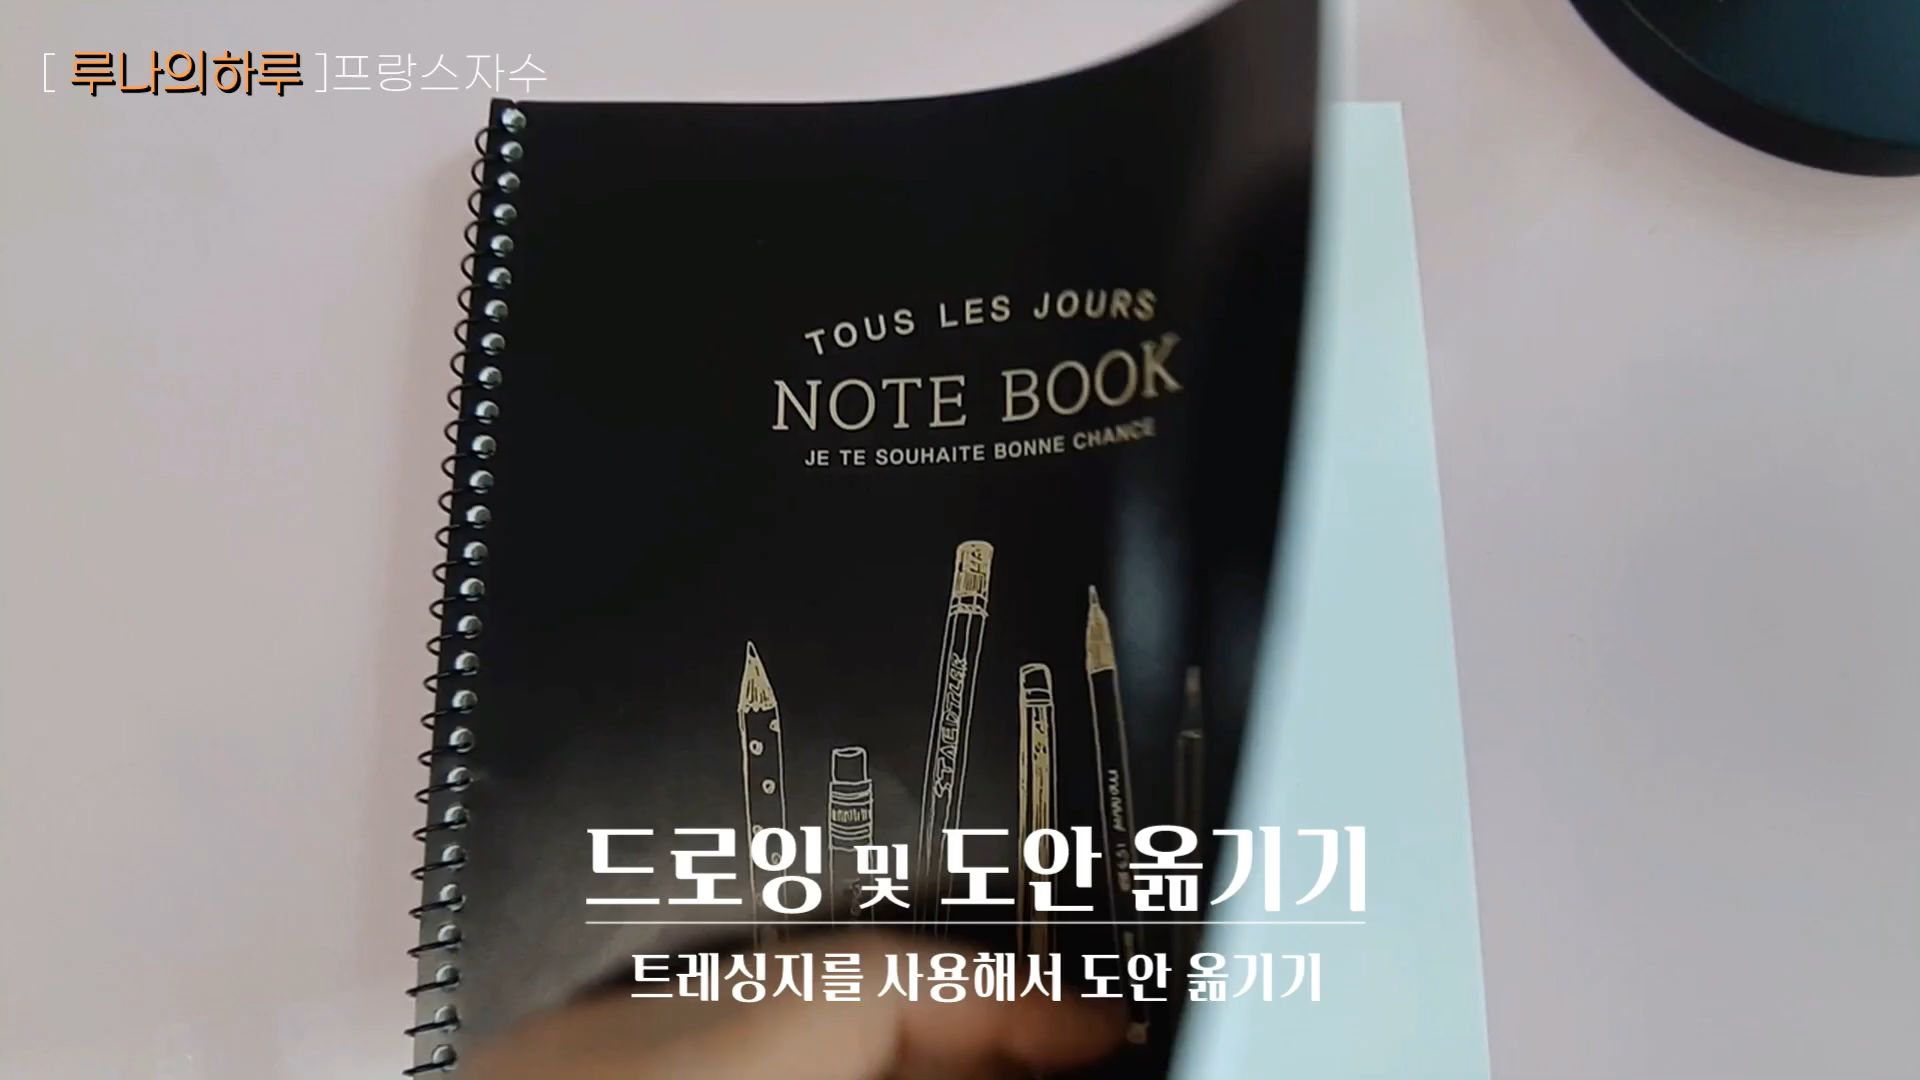 [ 루나의하루 ]프랑스자수
TOUS LES JOURS
NOTE BOOK
JE TE SOUHAITE BONNE CHANCE
드로잉 및 도안 옮기기
트레싱지를 사용해서 도안 옮기기